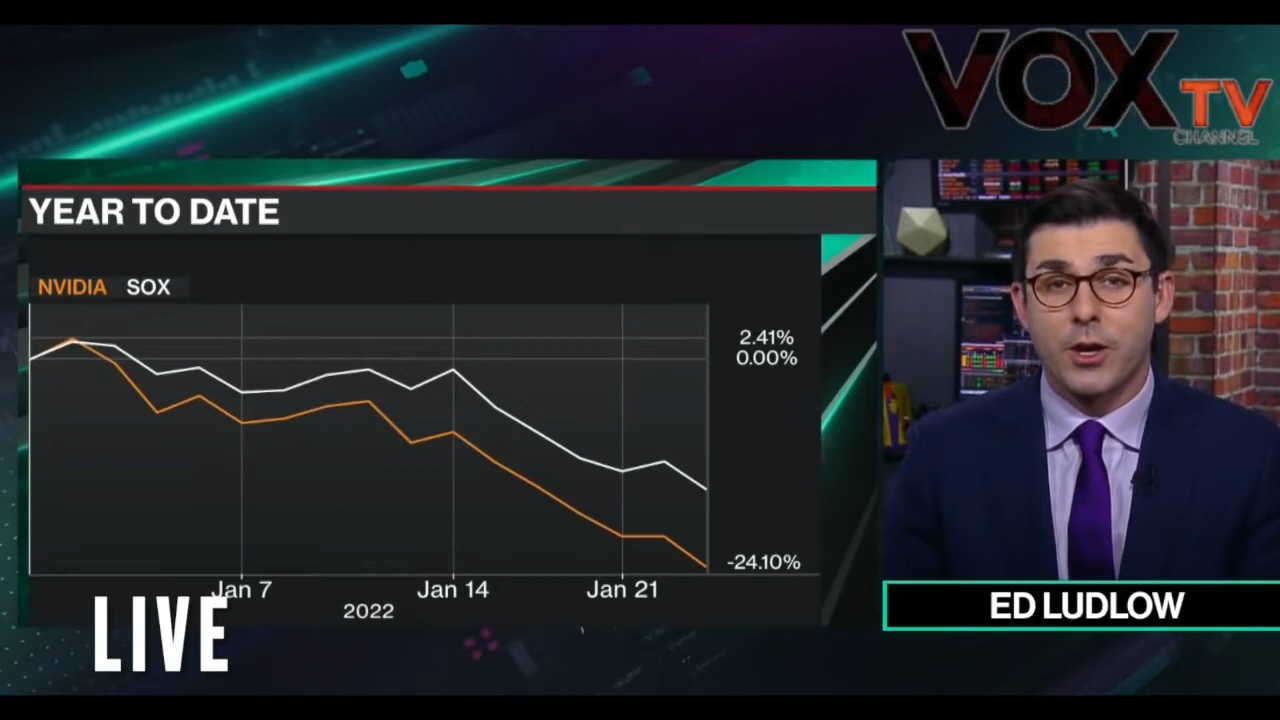 VOX
TV
CHANNEL
YEAR TO DATE
NVIDIA SOX
2.41%
0.00%
-24.10%
Jan 7 Jan 14 Jan 21
2022
LIVE
ED LUDLOW